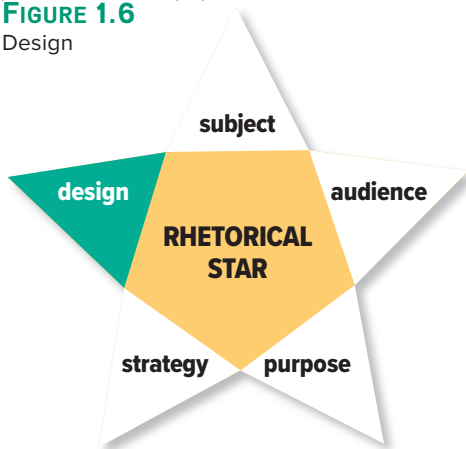 FIGURE 1.6
Design
subject
design
audience
RHETORICAL
STAR
strategy
purpose